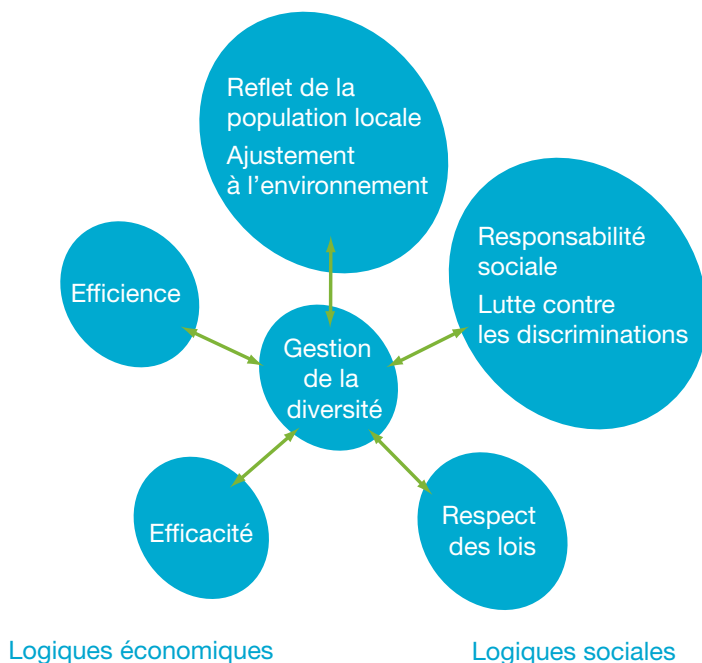 Reflet de la
population locale
Ajustement
à l’environnement
Responsabilité
sociale
Lutte contre
les discriminations
Efficience
Gestion
de la
diversité
Efficacité
Respect
des lois
Logiques économiques
Logiques sociales